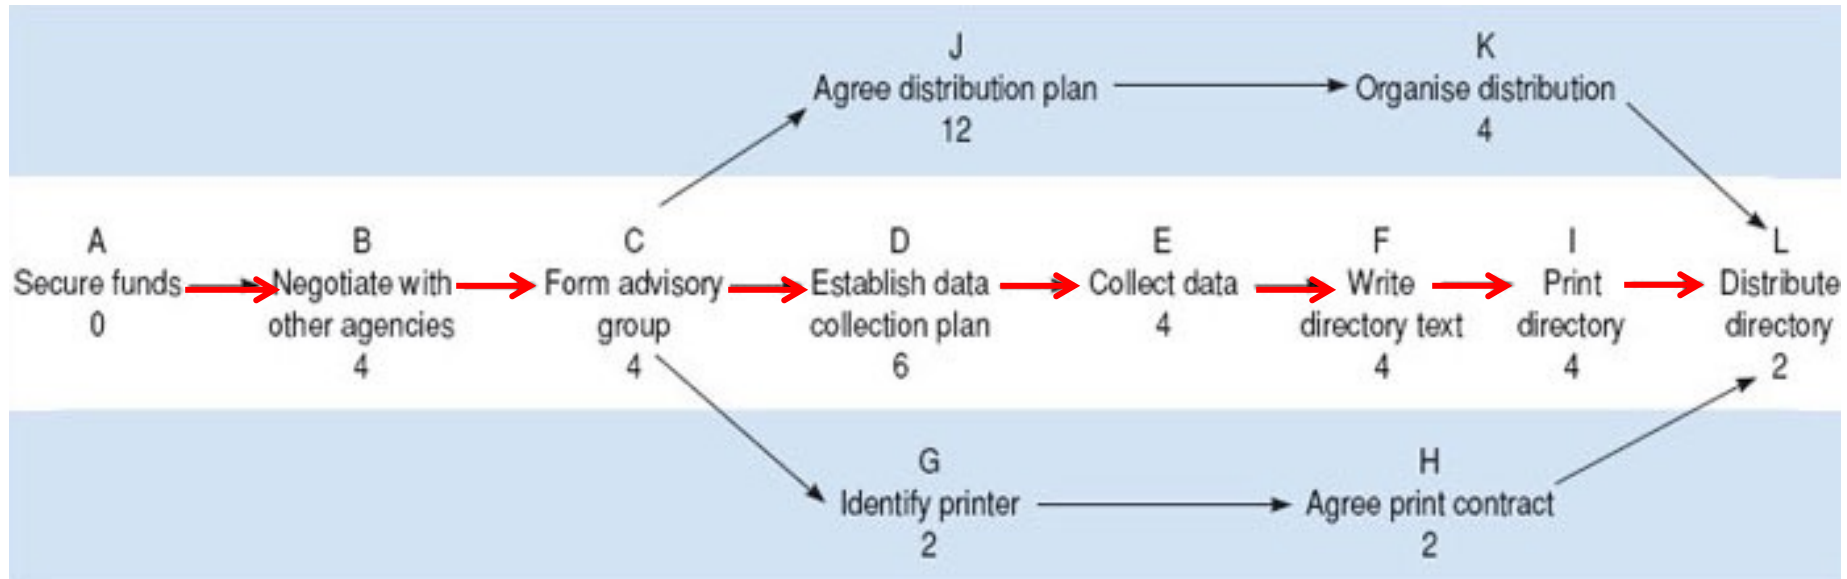 J
Agree distribution plan
12
K
Organise distribution
4
A
Secure funds
0
B
Negotiate with
other agencies
4
C
Form advisory
group
4
D
Establish data
collection plan
6
E
Collect data
4
F
Write
directory text
4
I
Print
directory
4
L
Distribute
directory
2
G
Identify printer
2
H
Agree print contract
2